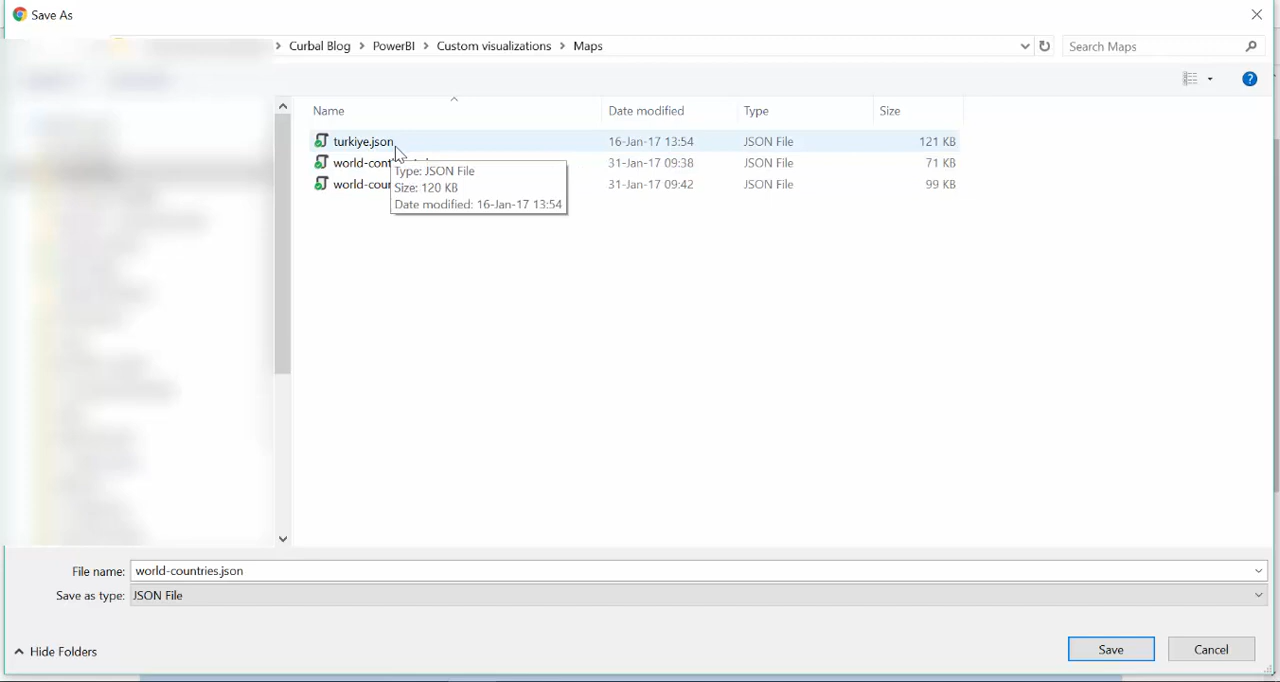 Save As
Curbal Blog > PowerBI > Custom visualizations > Maps
Search Maps
Name Date modified Type Size
turkiye.json 16-Jan-17 13:54 JSON File 121 KB
31-Jan-17 09:38 JSON File 71 KB
31-Jan-17 09:42 JSON File 99 KB
Type: JSON File
Size: 120 KB
Date modified: 16-Jan-17 13:54
File name: world-countries.json
Save as type: JSON File
Hide Folders Save Cancel